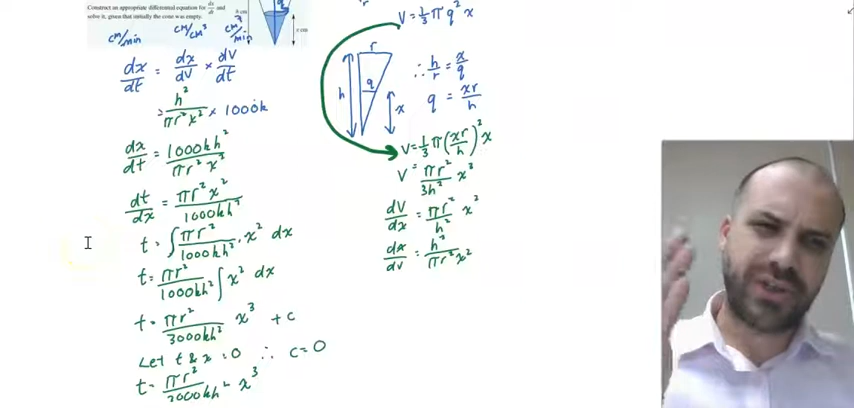 Construct an appropriate differential equation for dx/dt and
solve it, given that initially the cone was empty.
h cm
q
x cm
cm/min cm/cm³ cm³/min
dx/dt = dx/dV × dV/dt
= h²/πr²x² × 1000k
dx/dt = 1000kh²/πr²x²
dt/dx = πr²x²/1000kh²
t = ∫ πr²/1000kh² · x² dx
t = πr²/1000kh² ∫ x² dx
t = πr²/3000kh² x³ + c
Let t & x = 0 ∴ c = 0
t = πr²/3000kh² x³
V = 1/3 πq²x
r
h
q
x
∴ h/r = x/q
q = xr/h
V = 1/3 π(xr/h)² x
V = πr²/3h² x³
dV/dx = πr²/h² x²
dx/dV = h²/πr²x²